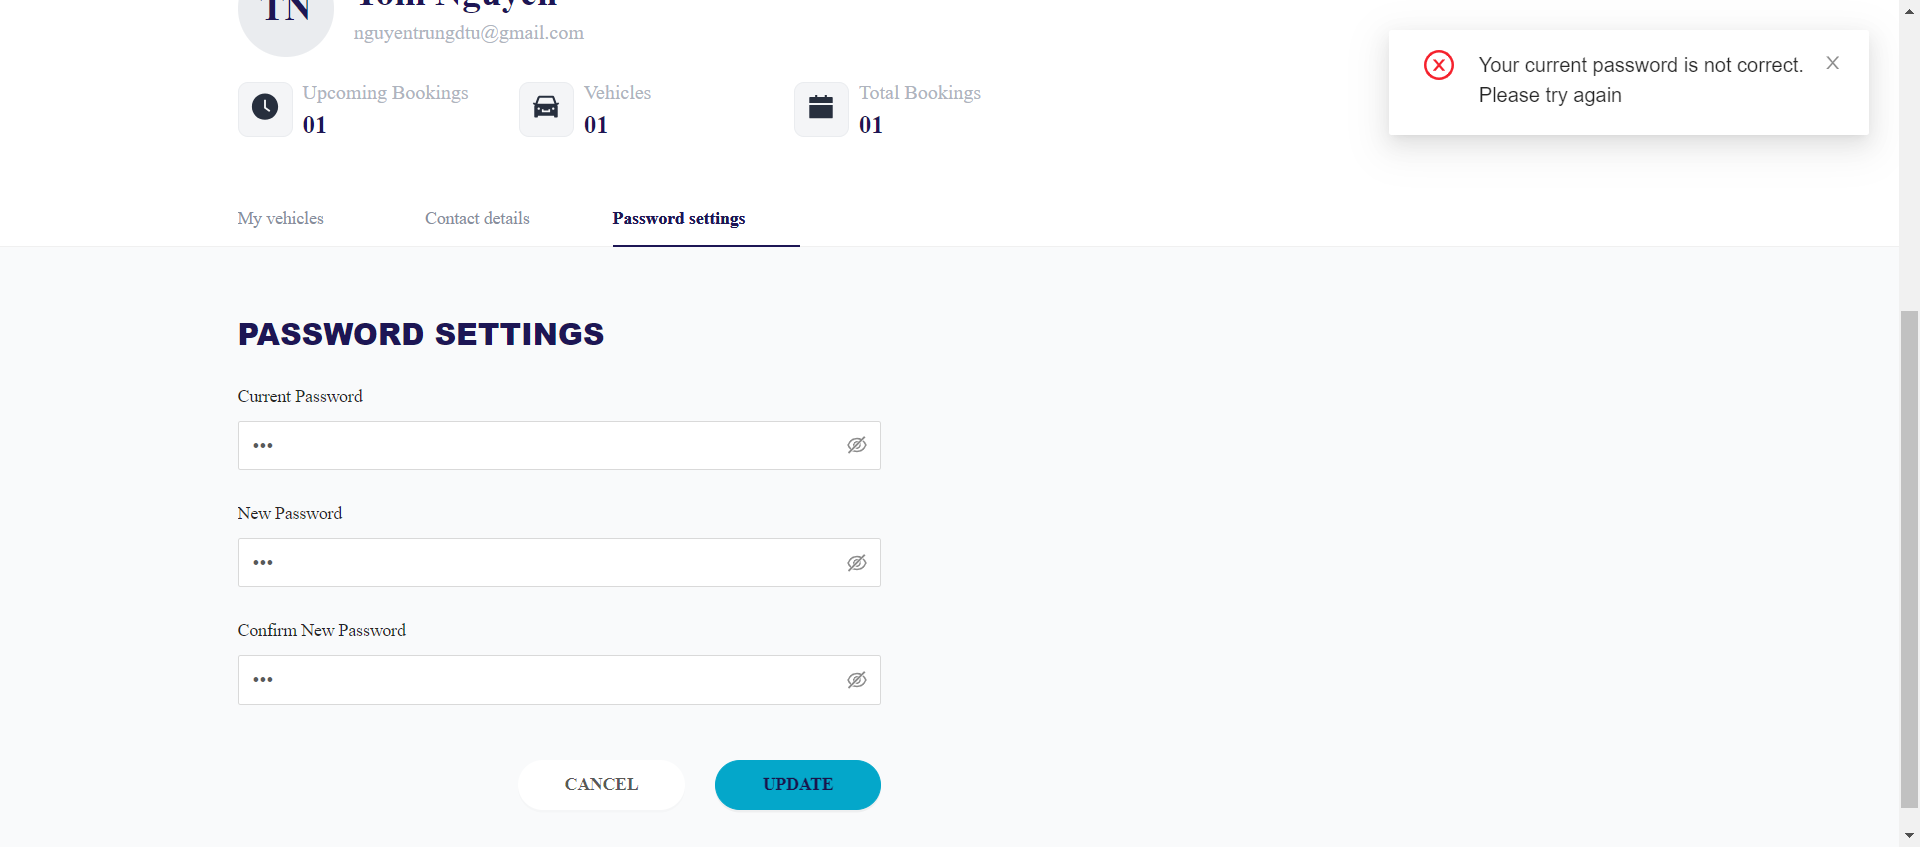 TN
Tom Nguyen
nguyentrungdtu@gmail.com
Your current password is not correct.
Please try again
Upcoming Bookings
01
Vehicles
01
Total Bookings
01
My vehicles
Contact details
Password settings
PASSWORD SETTINGS
Current Password
•••
New Password
•••
Confirm New Password
•••
CANCEL
UPDATE